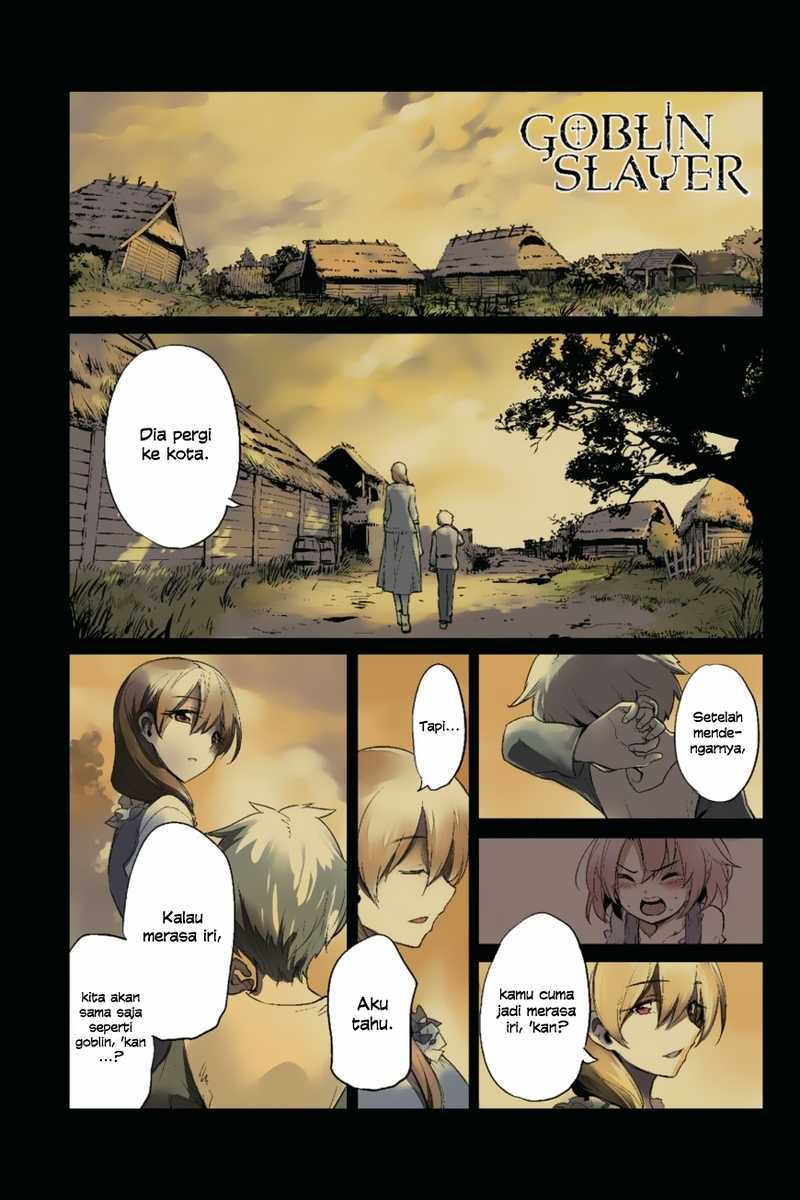 GOBLIN
SLAYER
Dia pergi
ke kota.
Setelah
mende-
ngarnya,
kamu cuma
jadi merasa
iri, 'kan?
Tapi...
Aku
tahu.
Kalau
merasa iri,
kita akan
sama saja
seperti
goblin, 'kan
...?